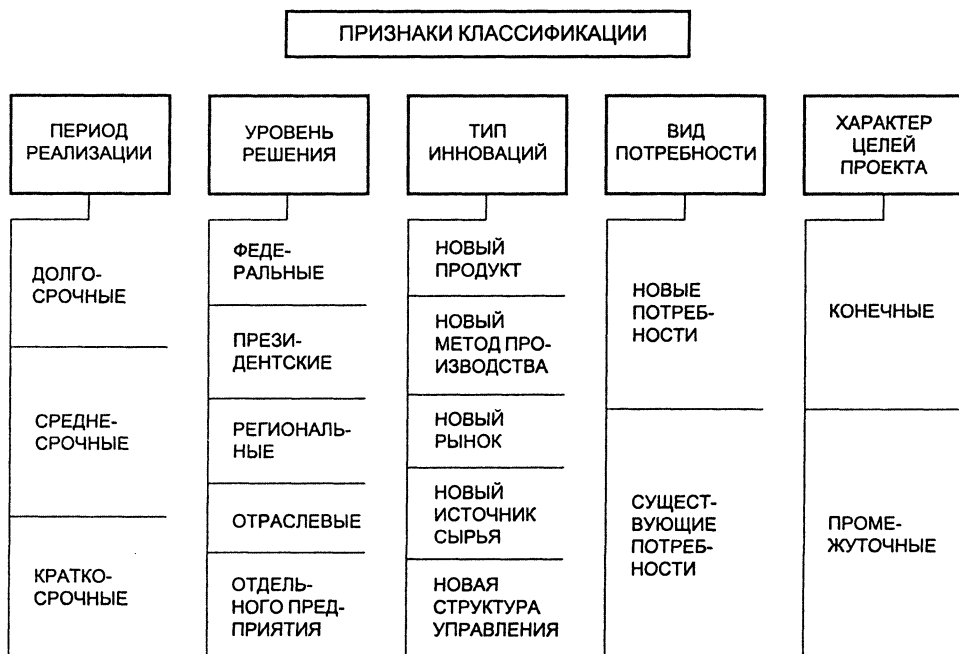 ПРИЗНАКИ КЛАССИФИКАЦИИ
ПЕРИОД
РЕАЛИЗАЦИИ
ДОЛГО-
СРОЧНЫЕ
СРЕДНЕ-
СРОЧНЫЕ
КРАТКО-
СРОЧНЫЕ
УРОВЕНЬ
РЕШЕНИЯ
ФЕДЕ-
РАЛЬНЫЕ
ПРЕЗИ-
ДЕНТСКИЕ
РЕГИОНАЛЬ-
НЫЕ
ОТРАСЛЕВЫЕ
ОТДЕЛЬ-
НОГО ПРЕД-
ПРИЯТИЯ
ТИП
ИННОВАЦИЙ
НОВЫЙ
ПРОДУКТ
НОВЫЙ
МЕТОД ПРО-
ИЗВОДСТВА
НОВЫЙ
РЫНОК
НОВЫЙ
ИСТОЧНИК
СЫРЬЯ
НОВАЯ
СТРУКТУРА
УПРАВЛЕНИЯ
ВИД
ПОТРЕБНОСТИ
НОВЫЕ
ПОТРЕБ-
НОСТИ
СУЩЕСТ-
ВУЮЩИЕ
ПОТРЕБ-
НОСТИ
ХАРАКТЕР
ЦЕЛЕЙ
ПРОЕКТА
КОНЕЧНЫЕ
ПРОМЕ-
ЖУТОЧНЫЕ